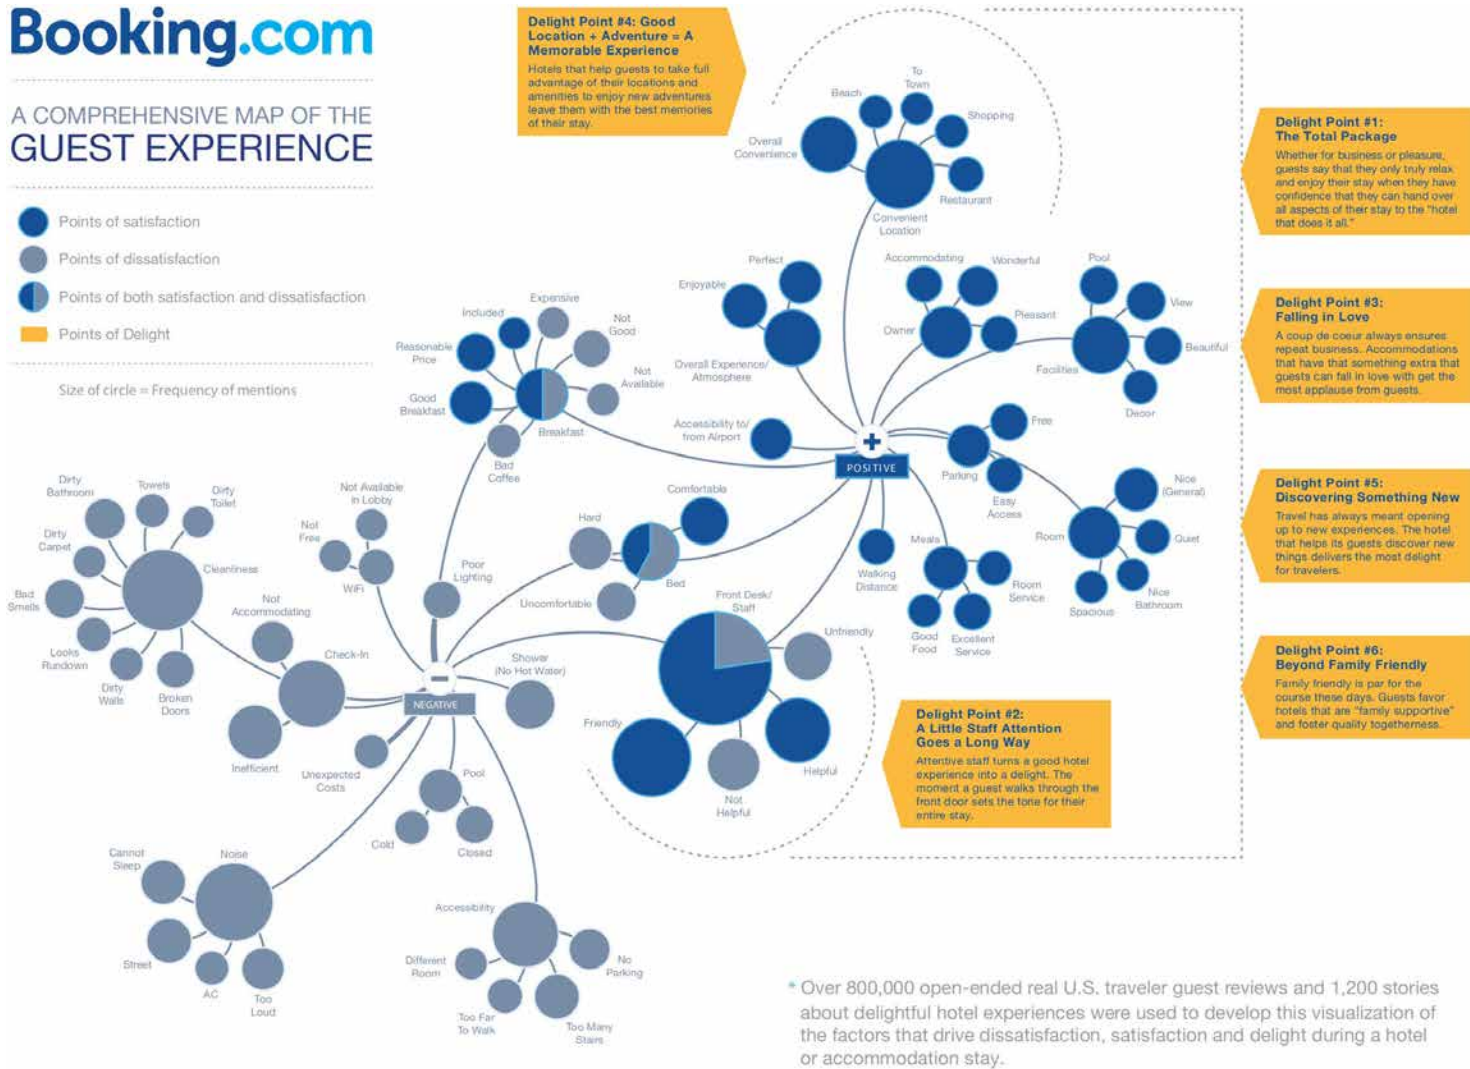 Booking.com
A COMPREHENSIVE MAP OF THE
GUEST EXPERIENCE
Points of satisfaction
Points of dissatisfaction
Points of both satisfaction and dissatisfaction
Points of Delight
Size of circle = Frequency of mentions
Delight Point #4: Good
Location + Adventure = A
Memorable Experience
Hotels that help guests to take full
advantage of their locations and
amenities to enjoy new adventures
leave them with the best memories
of their stay.
Beach
To
Town
Shopping
Overall
Convenience
Restaurant
Convenient
Location
Delight Point #1:
The Total Package
Whether for business or pleasure,
guests say that they only truly relax
and enjoy their stay when they have
confidence that they can hand over
all aspects of their stay to the "hotel
that does it all."
Delight Point #3:
Falling in Love
A coup de coeur always ensures
repeat business. Accommodations
that have that something extra that
guests can fall in love with get the
most applause from guests.
Delight Point #5:
Discovering Something New
Travel has always meant opening
up to new experiences. The hotel
that helps its guests discover new
things delivers the most delight
for travelers.
Delight Point #6:
Beyond Family Friendly
Family friendly is par for the
course these days. Guests favor
hotels that are "family supportive"
and foster quality togetherness.
Perfect
Enjoyable
Overall Experience/
Atmosphere
Accommodating
Wonderful
Pleasant
Owner
Pool
View
Beautiful
Facilities
Decor
Expensive
Included
Not
Good
Reasonable
Price
Not
Available
Good
Breakfast
Breakfast
Bad
Coffee
Accessibility to/
from Airport
POSITIVE
Free
Parking
Easy
Access
Nice
(General)
Room
Quiet
Nice
Bathroom
Spacious
Walking
Distance
Meals
Room
Service
Good
Food
Excellent
Service
Comfortable
Hard
Bed
Uncomfortable
Front Desk/
Staff
Unfriendly
Friendly
Helpful
Not
Helpful
Delight Point #2:
A Little Staff Attention
Goes a Long Way
Attentive staff turns a good hotel
experience into a delight. The
moment a guest walks through the
front door sets the tone for their
entire stay.
Dirty
Bathroom
Towels
Dirty
Toilet
Dirty
Carpet
Cleanliness
Bad
Smells
Looks
Rundown
Dirty
Walls
Broken
Doors
Not Available
in Lobby
Not
Free
WiFi
Poor
Lighting
Not
Accommodating
Check-In
Inefficient
Shower
(No Hot Water)
NEGATIVE
Unexpected
Costs
Pool
Cold
Closed
Cannot
Sleep
Noise
Street
AC
Too
Loud
Accessibility
Different
Room
No
Parking
Too Far
To Walk
Too Many
Stairs
* Over 800,000 open-ended real U.S. traveler guest reviews and 1,200 stories
about delightful hotel experiences were used to develop this visualization of
the factors that drive dissatisfaction, satisfaction and delight during a hotel
or accommodation stay.